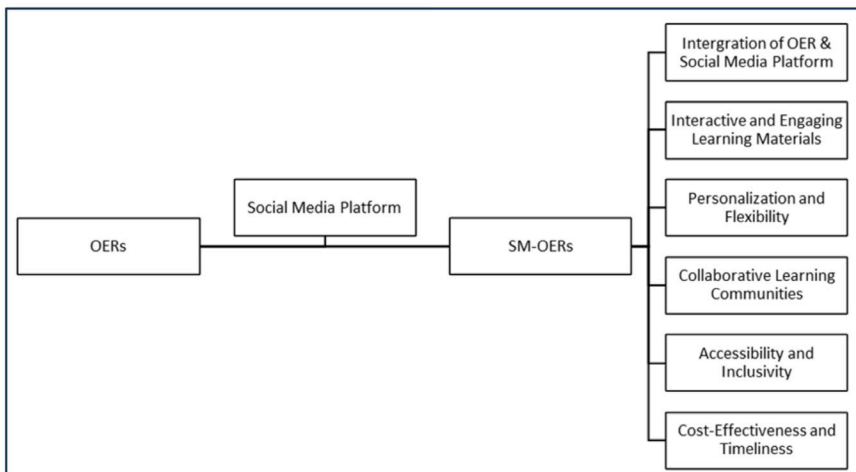 OERs
Social Media Platform
SM-OERs
Intergration of OER &
Social Media Platform
Interactive and Engaging
Learning Materials
Personalization and
Flexibility
Collaborative Learning
Communities
Accessibility and
Inclusivity
Cost-Effectiveness and
Timeliness